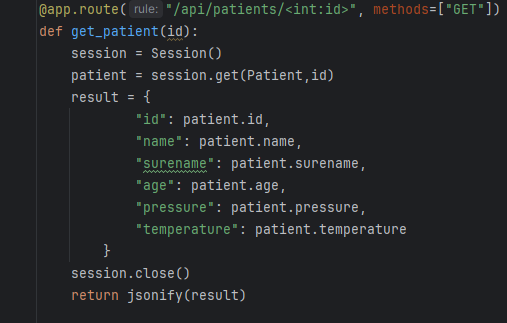 @app.route( rule: "/api/patients/<int:id>", methods=["GET"])
def get_patient(id):
    session = Session()
    patient = session.get(Patient,id)
    result = {
            "id": patient.id,
            "name": patient.name,
            "surename": patient.surename,
            "age": patient.age,
            "pressure": patient.pressure,
            "temperature": patient.temperature
        }
    session.close()
    return jsonify(result)